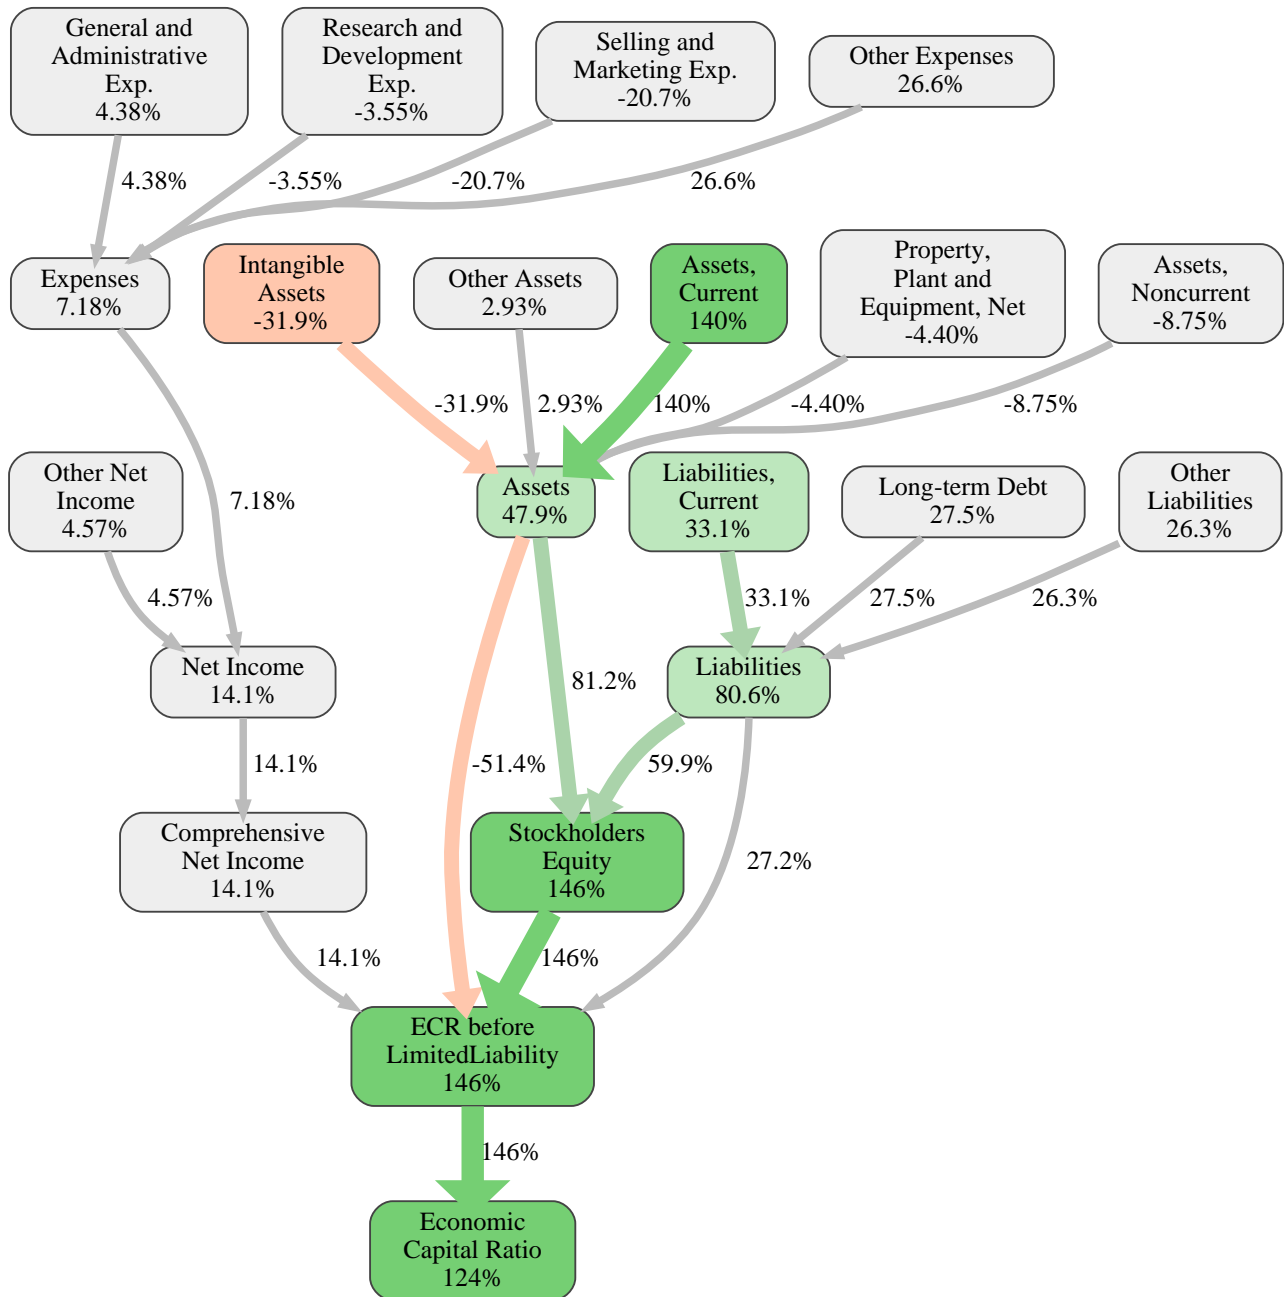 General and
Administrative
Exp.
4.38%
Research and
Development
Exp.
-3.55%
Selling and
Marketing Exp.
-20.7%
Other Expenses
26.6%
4.38%
-3.55%
-20.7%
26.6%
Expenses
7.18%
Intangible
Assets
-31.9%
Other Assets
2.93%
Assets,
Current
140%
Property,
Plant and
Equipment, Net
-4.40%
Assets,
Noncurrent
-8.75%
-31.9%
2.93%
140%
-4.40%
-8.75%
Other Net
Income
4.57%
7.18%
Assets
47.9%
Liabilities,
Current
33.1%
Long-term Debt
27.5%
Other
Liabilities
26.3%
4.57%
33.1%
27.5%
26.3%
Net Income
14.1%
81.2%
Liabilities
80.6%
14.1%
-51.4%
59.9%
Comprehensive
Net Income
14.1%
Stockholders
Equity
146%
27.2%
14.1%
146%
ECR before
LimitedLiability
146%
146%
Economic
Capital Ratio
124%